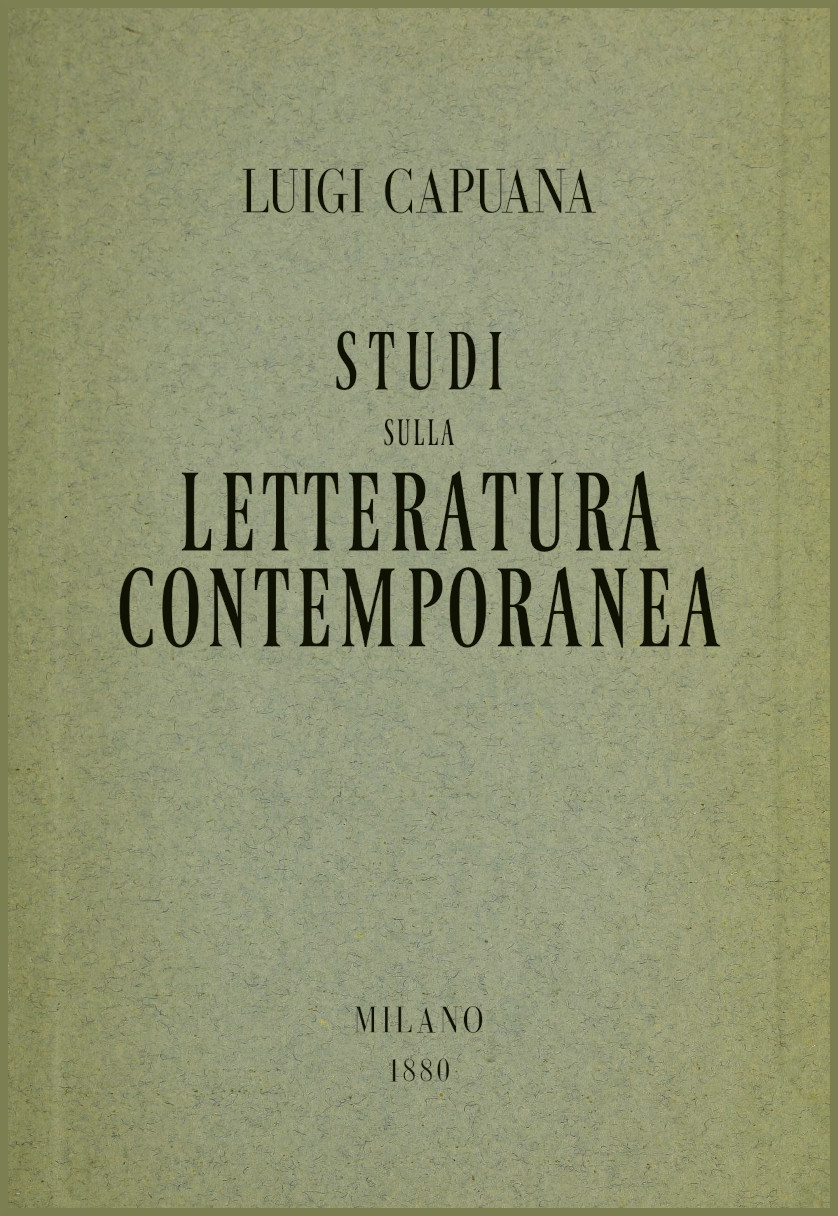 LUIGI CAPUANA
STUDI
SULLA
LETTERATURA
CONTEMPORANEA
MILANO
1880